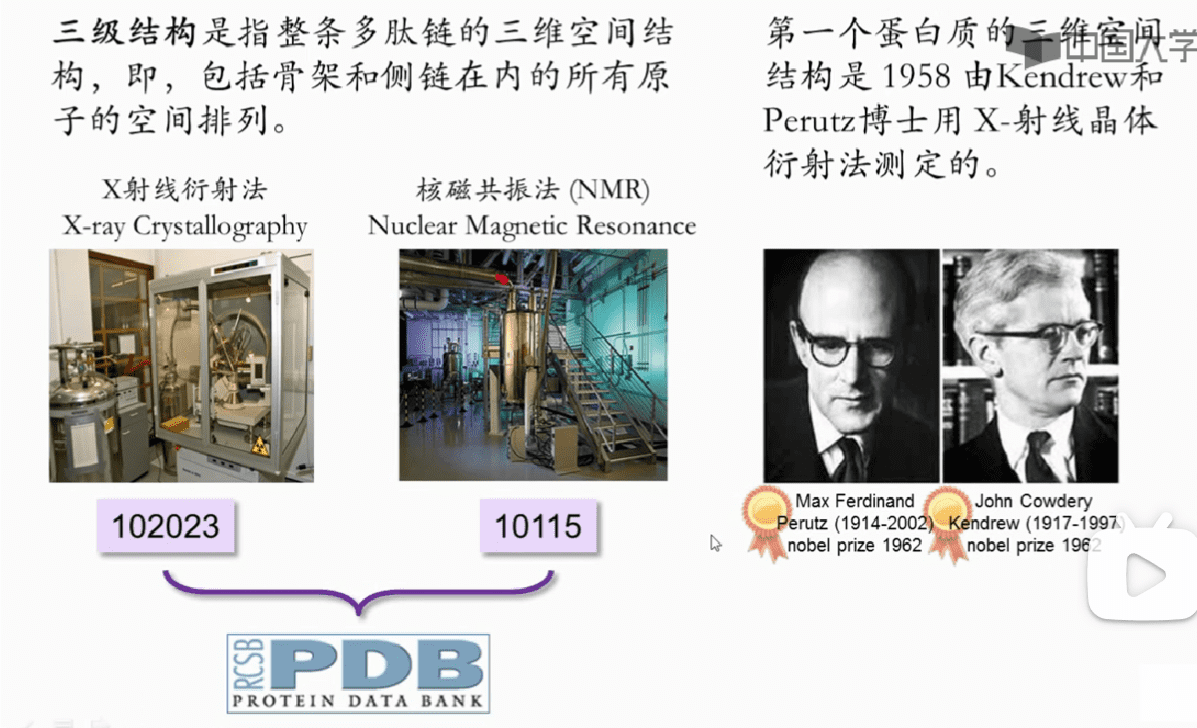 三级结构是指整条多肽链的三维空间结
构，即，包括骨架和侧链在内的所有原
子的空间排列。
第一个蛋白质的三维空间
结构是 1958 由Kendrew和
Perutz博士用 X-射线晶体
衍射法测定的。
中国大学
X射线衍射法
X-ray Crystallography
核磁共振法 (NMR)
Nuclear Magnetic Resonance
102023
10115
Max Ferdinand
Perutz (1914-2002)
nobel prize 1962
John Cowdery
Kendrew (1917-1997)
nobel prize 1962
RCSB
PDB
PROTEIN DATA BANK